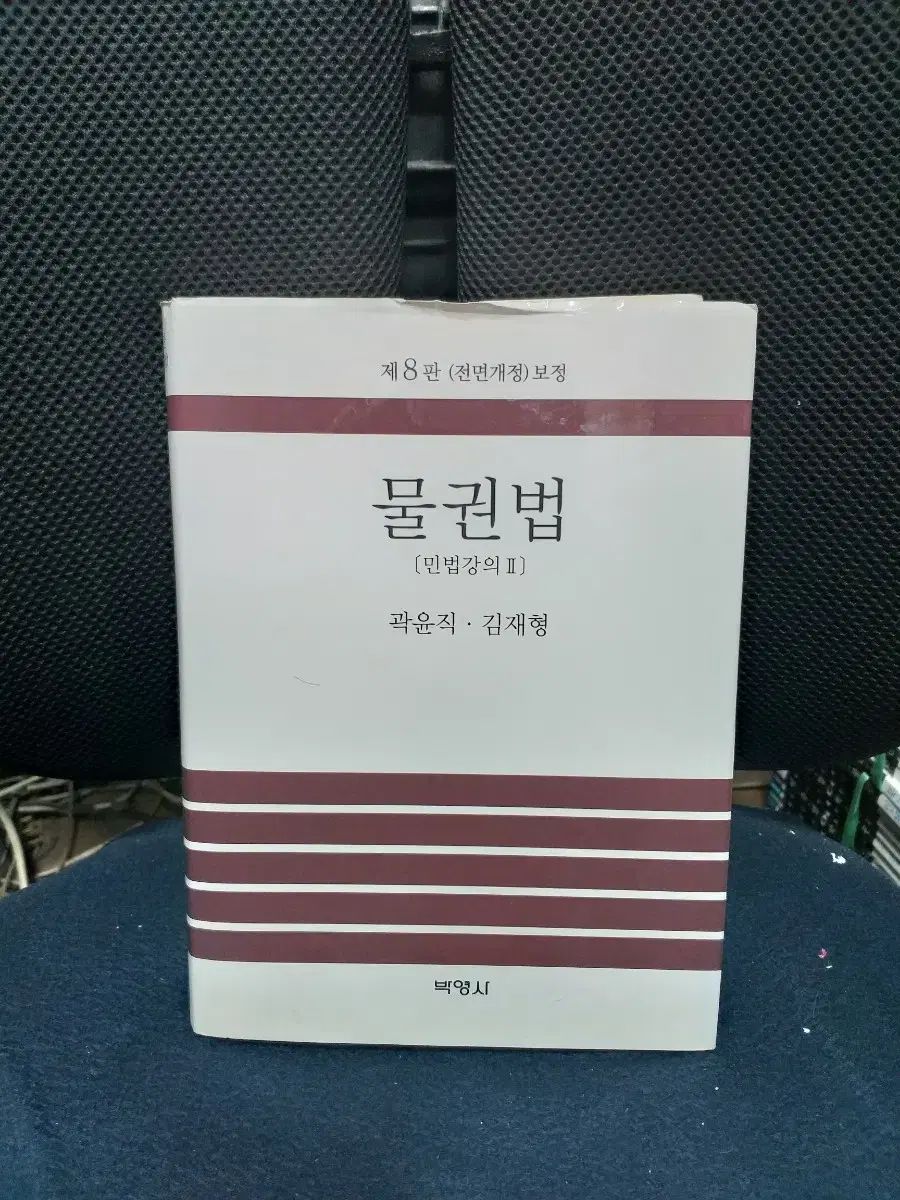 제8판 (전면개정) 보정
물권법
〔민법강의Ⅱ〕
곽윤직 · 김재형
박영사